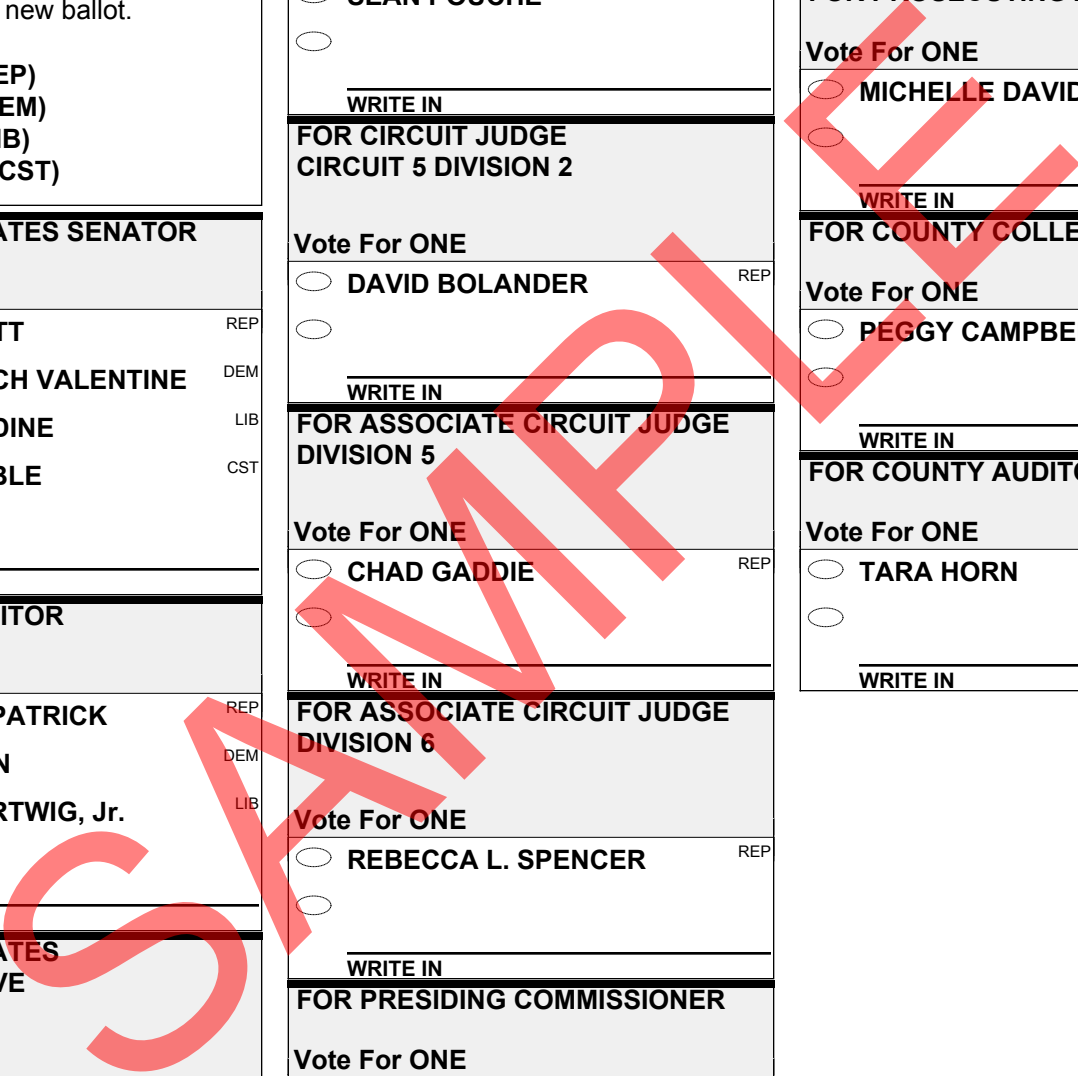 new ballot.
EP)
EM)
IB)
CST)
ATES SENATOR
TT REP
CH VALENTINE DEM
DINE LIB
BLE CST
ITOR
PATRICK REP
N DEM
RTWIG, Jr. LIB
ATES
VE
WRITE IN
FOR CIRCUIT JUDGE
CIRCUIT 5 DIVISION 2
Vote For ONE
DAVID BOLANDER REP
WRITE IN
FOR ASSOCIATE CIRCUIT JUDGE
DIVISION 5
Vote For ONE
CHAD GADDIE REP
WRITE IN
FOR ASSOCIATE CIRCUIT JUDGE
DIVISION 6
Vote For ONE
REBECCA L. SPENCER REP
WRITE IN
FOR PRESIDING COMMISSIONER
Vote For ONE
Vote For ONE
MICHELLE DAVID
WRITE IN
FOR COUNTY COLLE
Vote For ONE
PEGGY CAMPBE
WRITE IN
FOR COUNTY AUDITO
Vote For ONE
TARA HORN
WRITE IN
SAMPLE